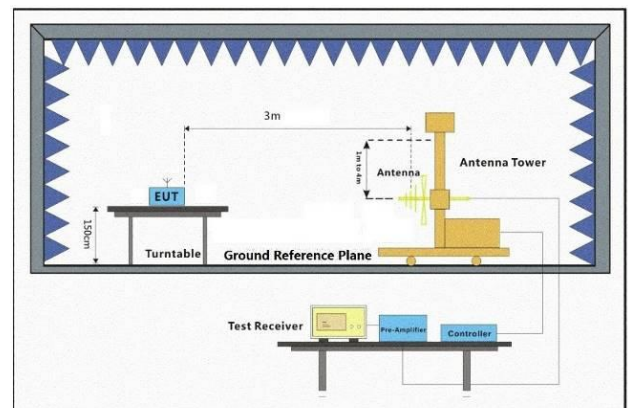 3m
1m to 4m
Antenna
Antenna Tower
EUT
150cm
Turntable
Ground Reference Plane
Test Receiver
Pre-Amplifier
Controller